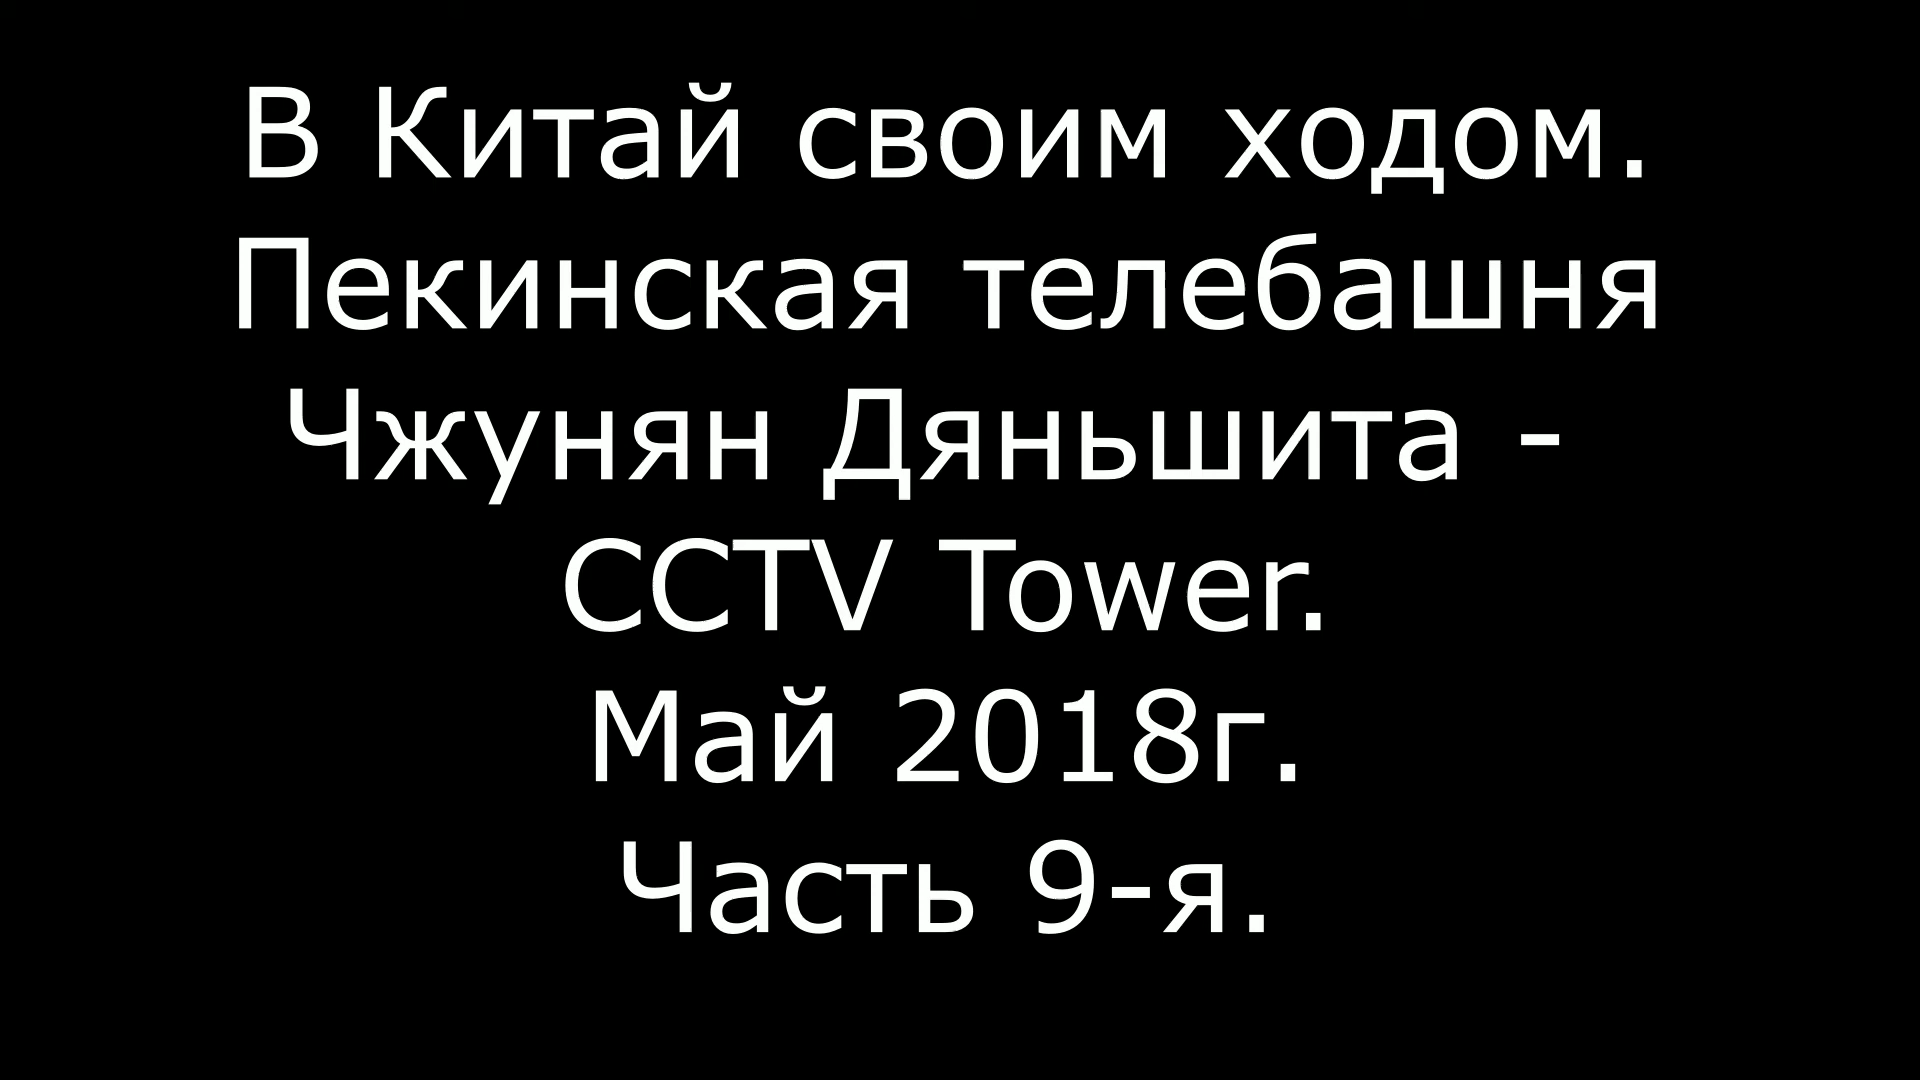 В Китай своим ходом.
Пекинская телебашня
Чжунян Дяньшита -
CCTV Tower.
Май 2018г.
Часть 9-я.